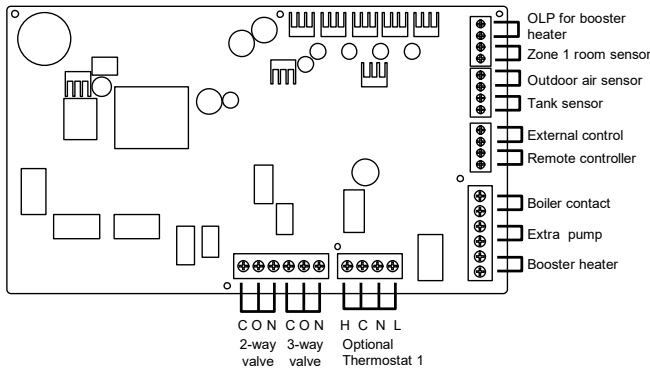 OLP for booster
heater
Zone 1 room sensor
Outdoor air sensor
Tank sensor
External control
Remote controller
Boiler contact
Extra pump
Booster heater
C O N C O N H C N L
2-way 3-way Optional
valve valve Thermostat 1